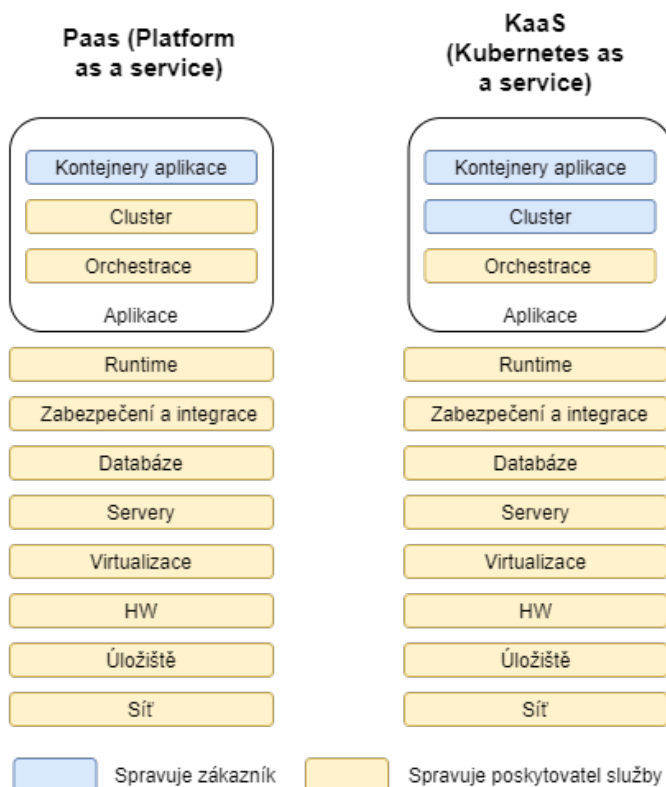 Paas (Platform
as a service)
Kontejnery aplikace
Cluster
Orchestrace
Aplikace
Runtime
Zabezpečení a integrace
Databáze
Servery
Virtualizace
HW
Úložiště
Síť
KaaS
(Kubernetes as
a service)
Kontejnery aplikace
Cluster
Orchestrace
Aplikace
Runtime
Zabezpečení a integrace
Databáze
Servery
Virtualizace
HW
Úložiště
Síť
Spravuje zákazník
Spravuje poskytovatel služby